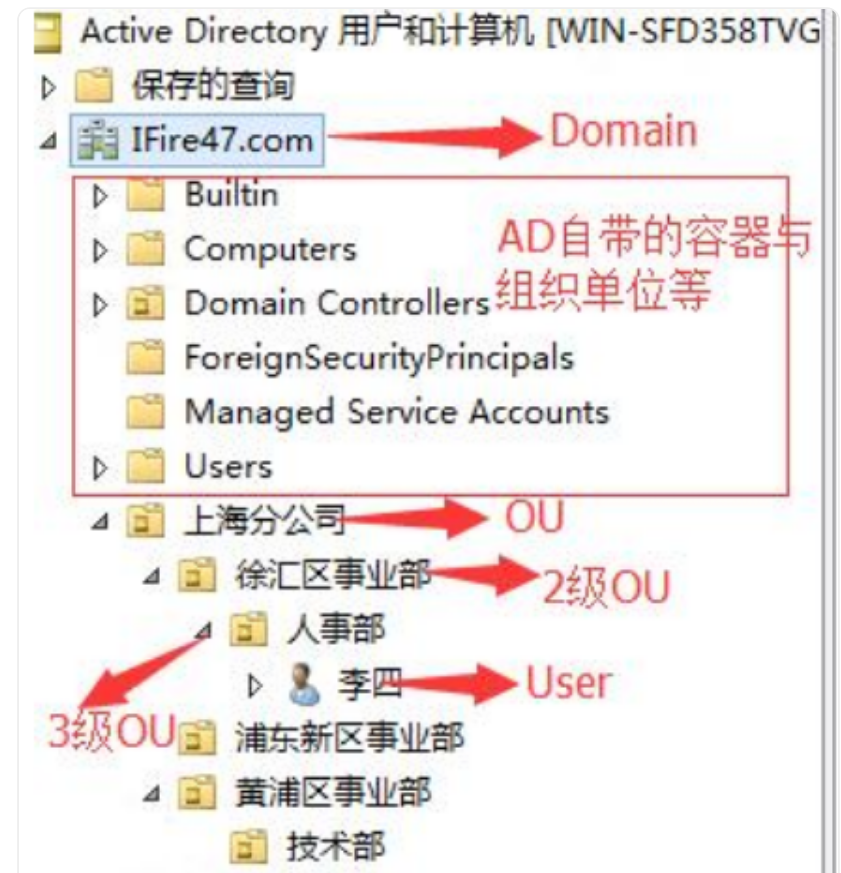 Active Directory 用户和计算机 [WIN-SFD358TVG
保存的查询
IFire47.com
Domain
Builtin
Computers
AD自带的容器与
组织单位等
Domain Controllers
ForeignSecurityPrincipals
Managed Service Accounts
Users
上海分公司
OU
徐汇区事业部
2级OU
人事部
李四
User
3级OU
浦东新区事业部
黄浦区事业部
技术部